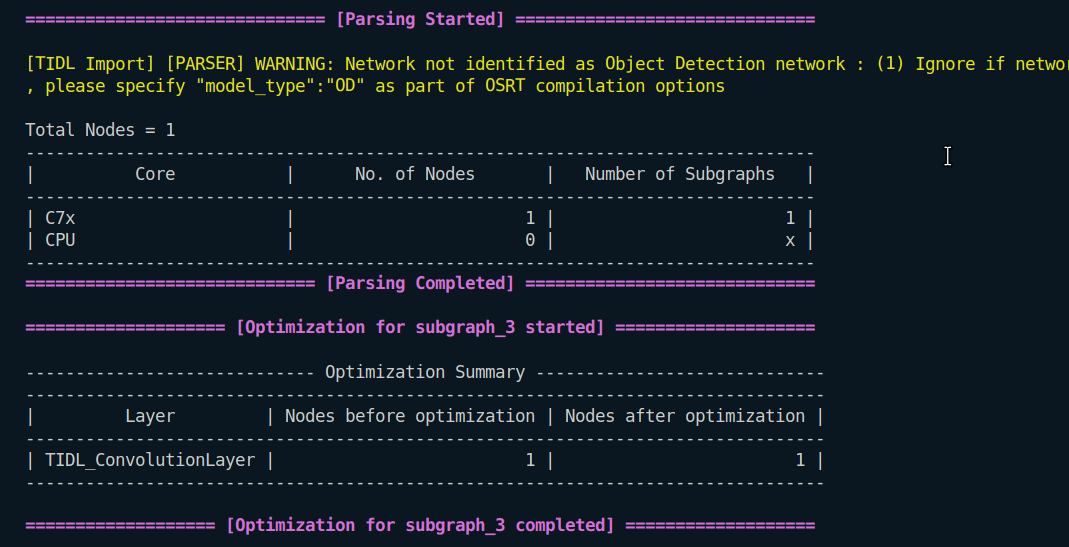 ============================== [Parsing Started] ==============================
[TIDL Import] [PARSER] WARNING: Network not identified as Object Detection network : (1) Ignore if
, please specify "model_type":"OD" as part of OSRT compilation options
Total Nodes = 1
-------------------------------------------------------------------------------
| Core | No. of Nodes | Number of Subgraphs |
-------------------------------------------------------------------------------
| C7x | 1 | 1 |
| CPU | 0 | x |
-------------------------------------------------------------------------------
============================= [Parsing Completed] =============================
==================== [Optimization for subgraph_3 started] ====================
----------------------------- Optimization Summary -----------------------------
--------------------------------------------------------------------------------
| Layer | Nodes before optimization | Nodes after optimization |
--------------------------------------------------------------------------------
| TIDL_ConvolutionLayer | 1 | 1 |
--------------------------------------------------------------------------------
=================== [Optimization for subgraph_3 completed] ===================